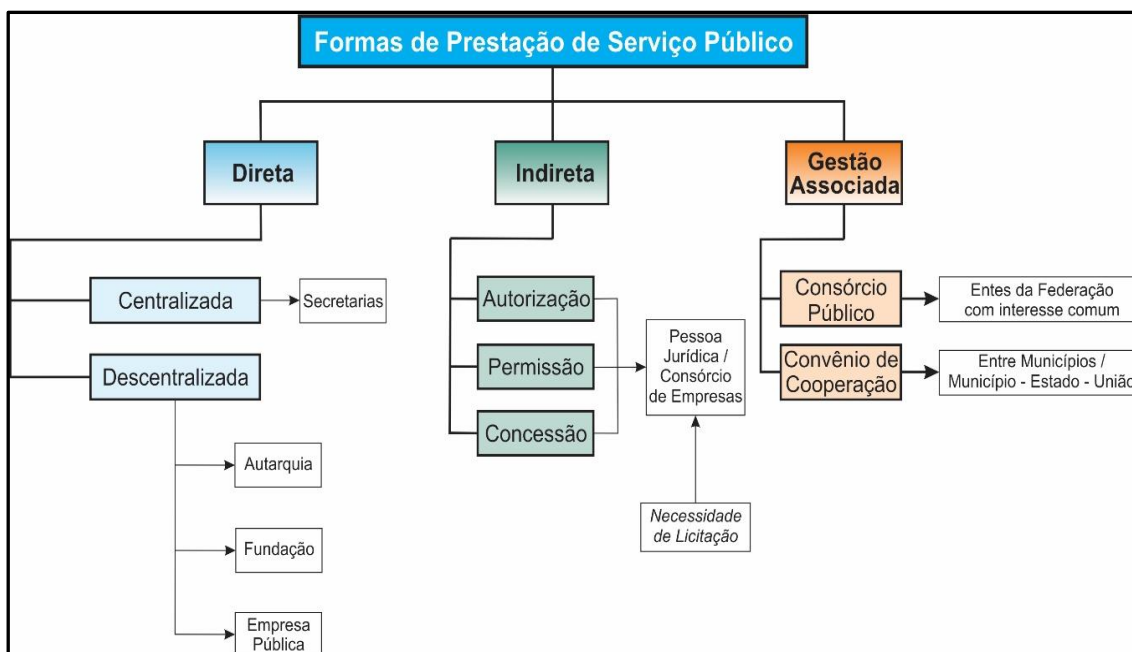 Formas de Prestação de Serviço Público
Direta
Indireta
Gestão
Associada
Centralizada
Secretarias
Descentralizada
Autarquia
Fundação
Empresa
Pública
Autorização
Permissão
Concessão
Pessoa
Jurídica /
Consórcio
de Empresas
Necessidade
de Licitação
Consórcio
Público
Entes da Federação
com interesse comum
Convênio de
Cooperação
Entre Municípios /
Município - Estado - União